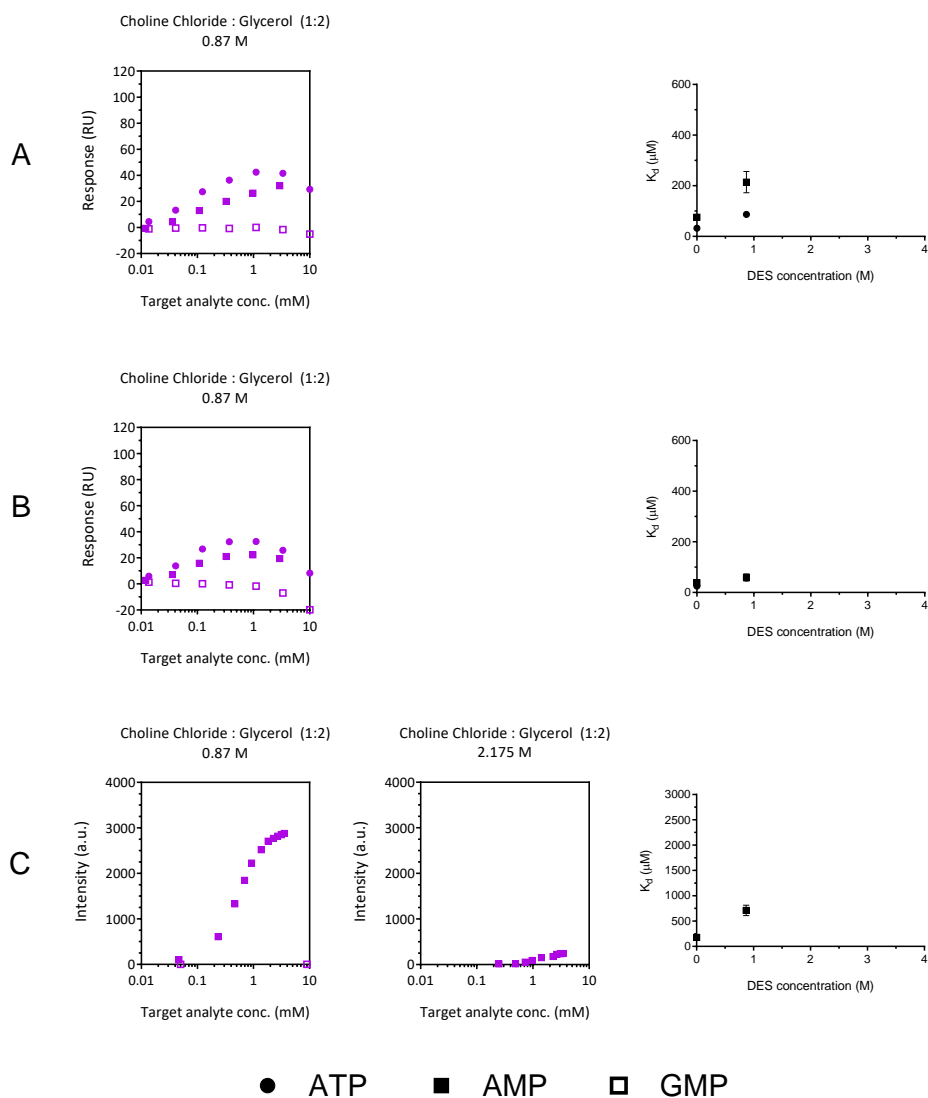 Choline Chloride : Glycerol (1:2)
0.87 M
A
Response (RU)
120
100
80
60
40
20
0
-20
0.01
0.1
1
10
Target analyte conc. (mM)
Kd (μM)
600
400
200
0
0
1
2
3
4
DES concentration (M)
Choline Chloride : Glycerol (1:2)
0.87 M
B
Response (RU)
120
100
80
60
40
20
0
-20
0.01
0.1
1
10
Target analyte conc. (mM)
Kd (μM)
600
400
200
0
0
1
2
3
4
DES concentration (M)
Choline Chloride : Glycerol (1:2)
0.87 M
Choline Chloride : Glycerol (1:2)
2.175 M
C
Intensity (a.u.)
4000
3000
2000
1000
0
0.01
0.1
1
10
Target analyte conc. (mM)
Intensity (a.u.)
4000
3000
2000
1000
0
0.01
0.1
1
10
Target analyte conc. (mM)
Kd (μM)
3000
2500
2000
1500
1000
500
0
0
1
2
3
4
DES concentration (M)
ATP
AMP
GMP